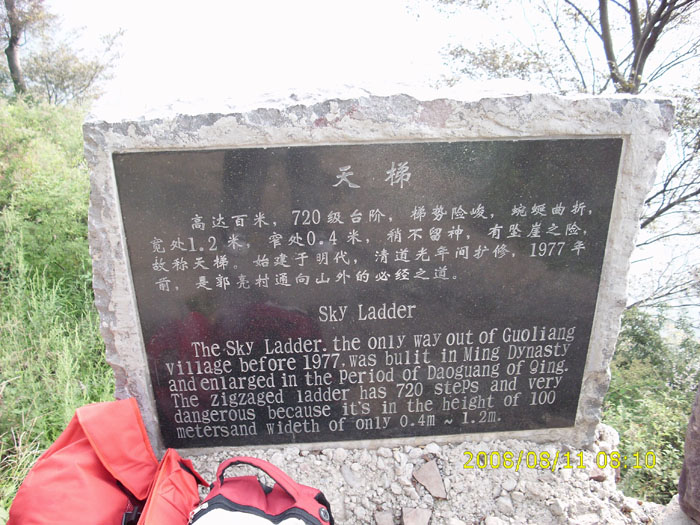 天梯
高达百米，720级台阶，梯势险峻，蜿蜒曲折，
宽处1.2米，窄处0.4米，稍不留神，有坠崖之险，
故称天梯。始建于明代，清道光年间扩修，1977年
前，是郭亮村通向山外的必经之道。
Sky Ladder
The Sky Ladder. the only way out of Guoliang
village before 1977, was bulit in Ming Dynasty
and enlarged in the Period of Daoguang of Qing.
The zigzaged ladder has 720 steps and very
dangerous because it's in the height of 100
metersand wideth of only 0.4m ~ 1.2m.
2008/08/11 08:10